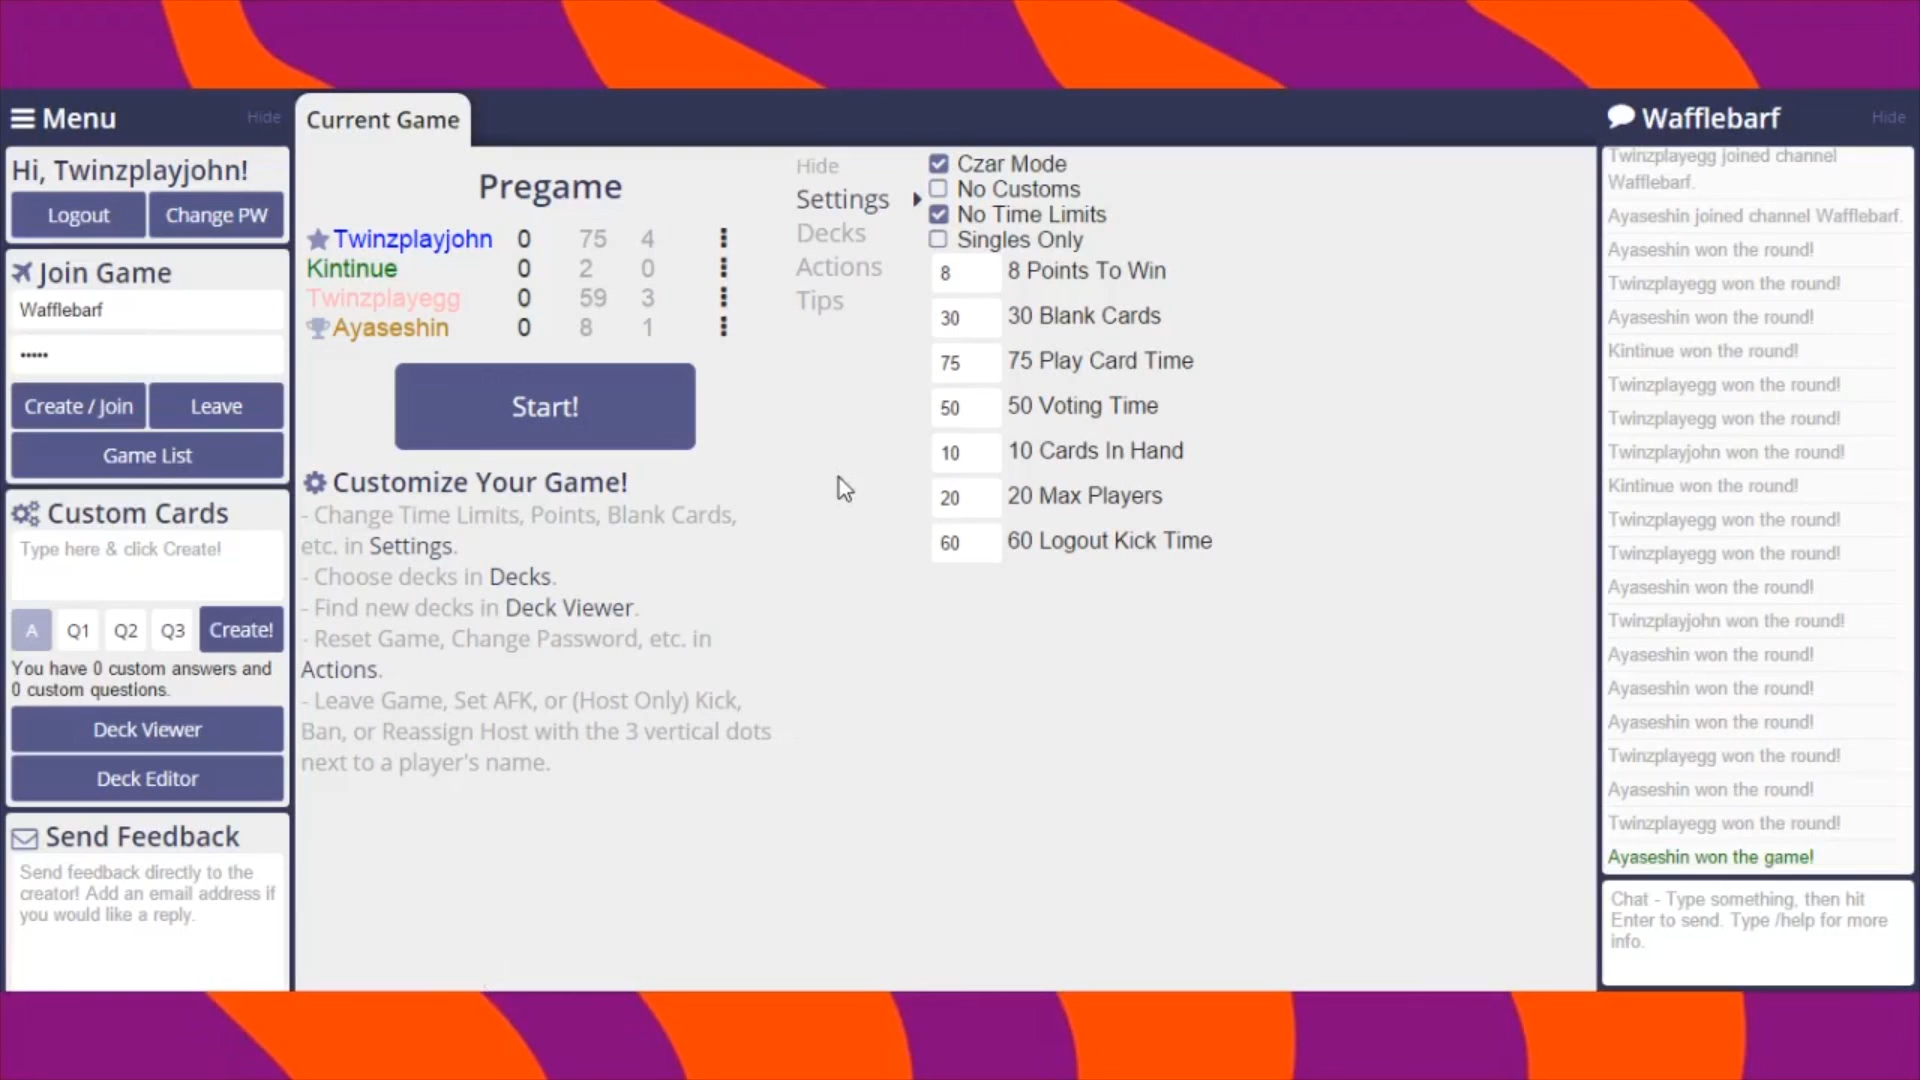 Menu
Hide
Hi, Twinzplayjohn!
Logout
Change PW
Join Game
Wafflebarf
•••••
Create / Join
Leave
Game List
Custom Cards
Type here & click Create!
A
Q1
Q2
Q3
Create!
You have 0 custom answers and
0 custom questions.
Deck Viewer
Deck Editor
Send Feedback
Send feedback directly to the
creator! Add an email address if
you would like a reply.
Current Game
Pregame
Twinzplayjohn 0 75 4
Kintinue 0 2 0
Twinzplayegg 0 59 3
Ayaseshin 0 8 1
Start!
Customize Your Game!
- Change Time Limits, Points, Blank Cards,
etc. in Settings.
- Choose decks in Decks.
- Find new decks in Deck Viewer.
- Reset Game, Change Password, etc. in
Actions.
- Leave Game, Set AFK, or (Host Only) Kick,
Ban, or Reassign Host with the 3 vertical dots
next to a player's name.
Hide
Settings
Decks
Actions
Tips
Czar Mode
No Customs
No Time Limits
Singles Only
8 8 Points To Win
30 30 Blank Cards
75 75 Play Card Time
50 50 Voting Time
10 10 Cards In Hand
20 20 Max Players
60 60 Logout Kick Time
Wafflebarf
Hide
Twinzplayegg joined channel
Wafflebarf.
Ayaseshin joined channel Wafflebarf.
Ayaseshin won the round!
Twinzplayegg won the round!
Ayaseshin won the round!
Kintinue won the round!
Twinzplayegg won the round!
Twinzplayegg won the round!
Twinzplayjohn won the round!
Kintinue won the round!
Twinzplayegg won the round!
Twinzplayegg won the round!
Ayaseshin won the round!
Twinzplayjohn won the round!
Ayaseshin won the round!
Ayaseshin won the round!
Ayaseshin won the round!
Twinzplayegg won the round!
Ayaseshin won the round!
Twinzplayegg won the round!
Ayaseshin won the game!
Chat - Type something, then hit
Enter to send. Type /help for more
info.